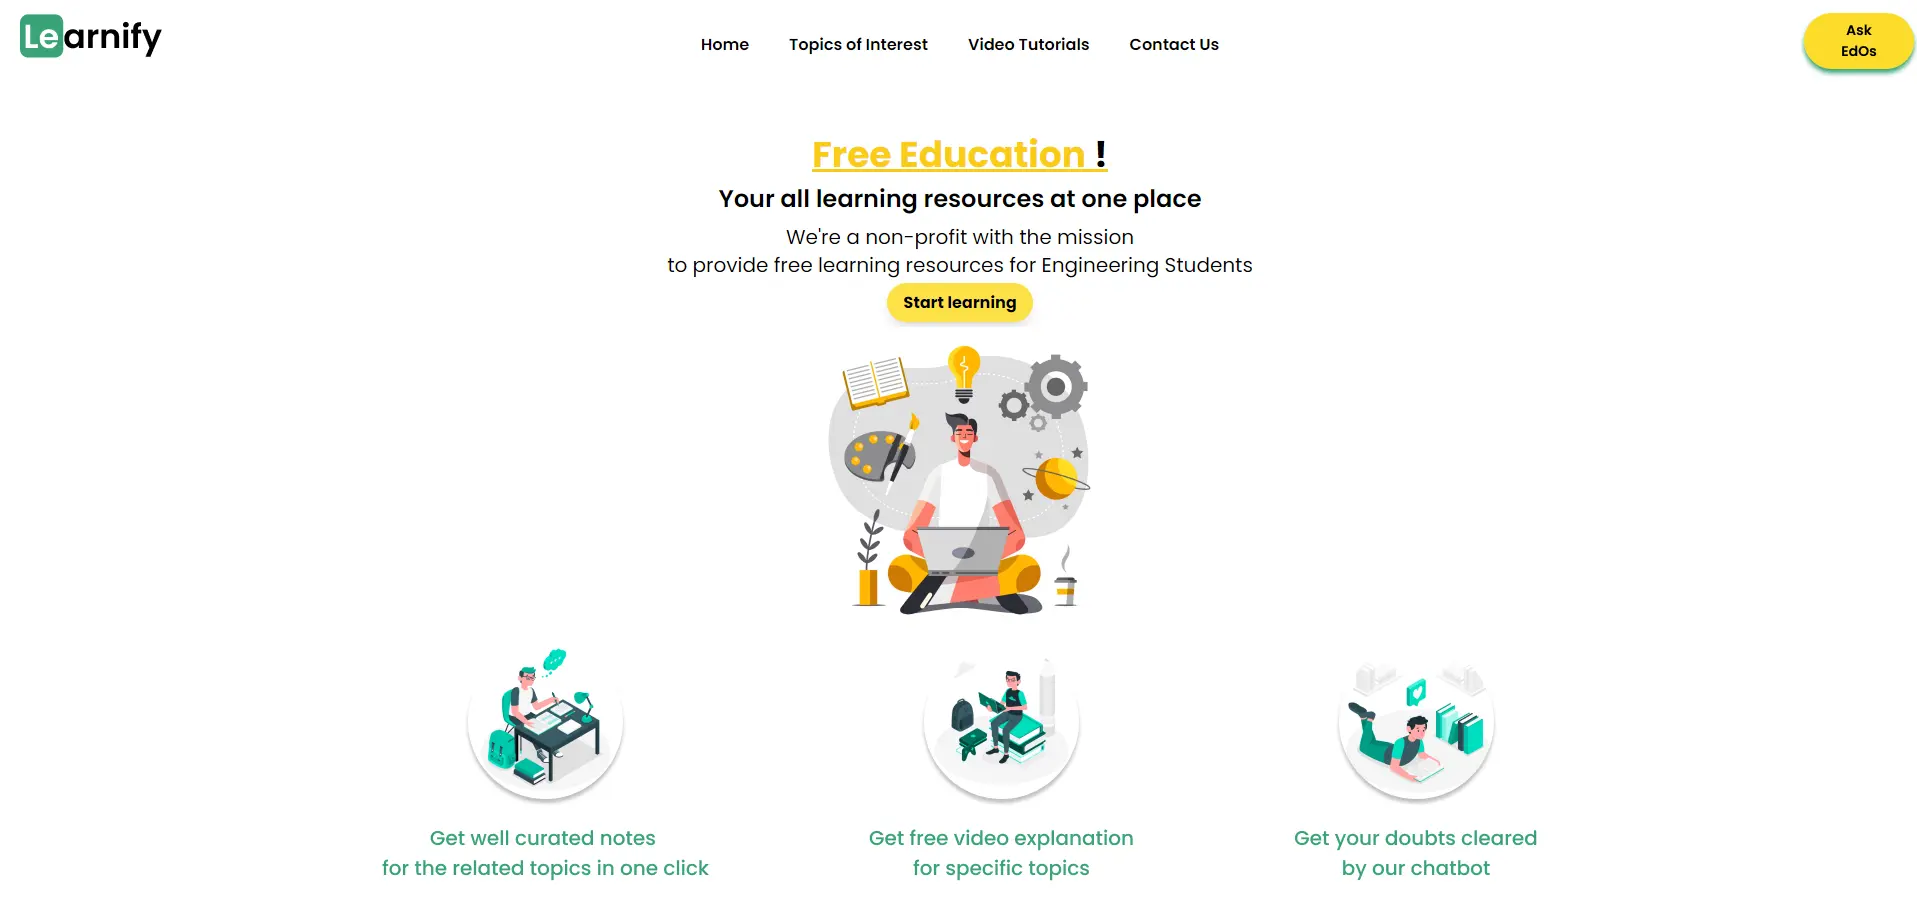 Learnify
Home
Topics of Interest
Video Tutorials
Contact Us
Ask
EdOs
Free Education !
Your all learning resources at one place
We're a non-profit with the mission
to provide free learning resources for Engineering Students
Start learning
Get well curated notes
for the related topics in one click
Get free video explanation
for specific topics
Get your doubts cleared
by our chatbot